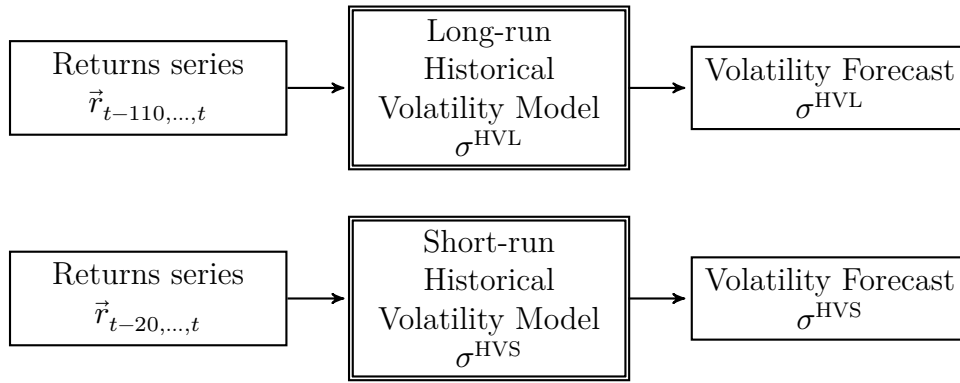 Returns series
r⃗ₜ₋₁₁₀,...,ₜ
Long-run
Historical
Volatility Model
σ^HVL
Volatility Forecast
σ^HVL
Returns series
r⃗ₜ₋₂₀,...,ₜ
Short-run
Historical
Volatility Model
σ^HVS
Volatility Forecast
σ^HVS